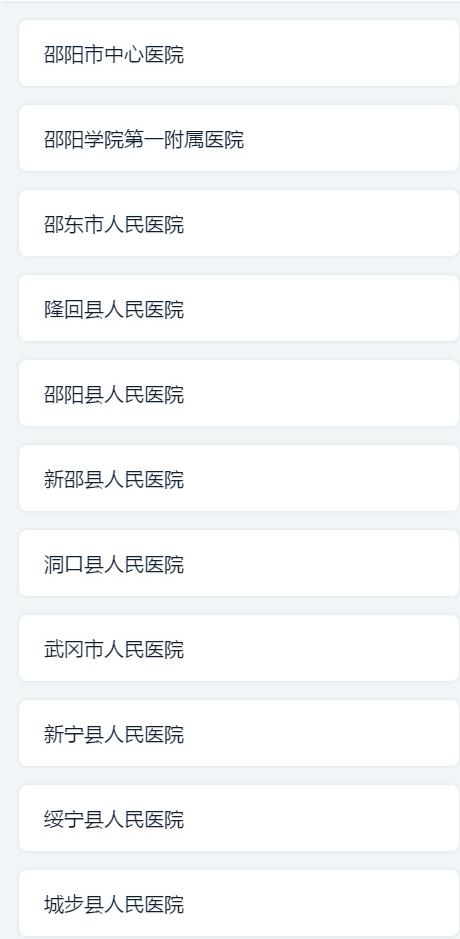 邵阳市中心医院
邵阳学院第一附属医院
邵东市人民医院
隆回县人民医院
邵阳县人民医院
新邵县人民医院
洞口县人民医院
武冈市人民医院
新宁县人民医院
绥宁县人民医院
城步县人民医院